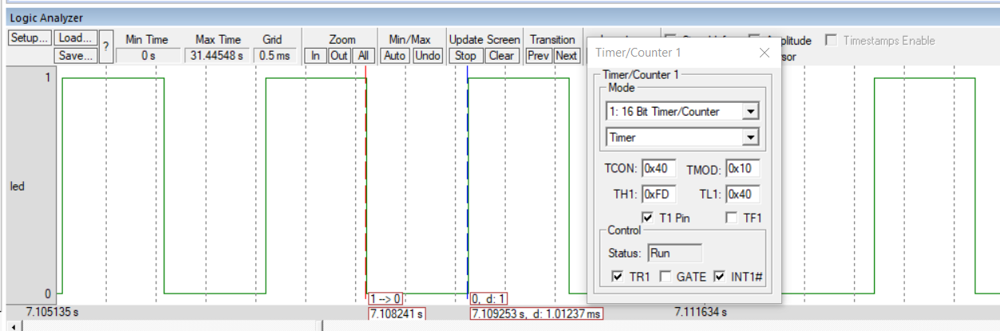 Logic Analyzer
Setup... Load... ? Min Time Max Time Grid Zoom Min/Max Update Screen Transition plitude Timestamps Enable
Save... 0 s 31.44548 s 0.5 ms In Out All Auto Undo Stop Clear Prev Next sor
Timer/Counter 1
Timer/Counter 1
Mode
1: 16 Bit Timer/Counter
Timer
TCON: 0x40 TMOD: 0x10
TH1: 0xFD TL1: 0x40
T1 Pin TF1
Control
Status: Run
TR1 GATE INT1#
1
led
0
1 --> 0 0, d: 1
7.105135 s 7.108241 s 7.109253 s, d: 1.01237 ms 7.111634 s